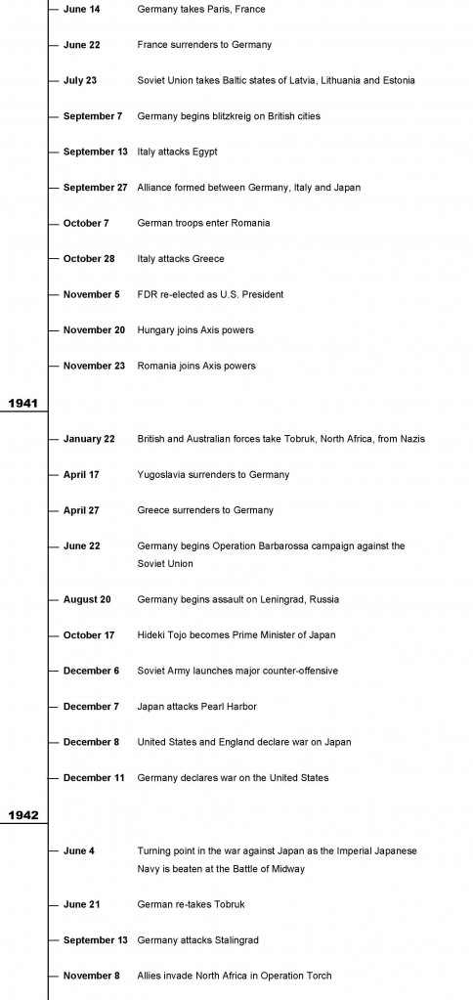 June 14 Germany takes Paris, France
June 22 France surrenders to Germany
July 23 Soviet Union takes Baltic states of Latvia, Lithuania and Estonia
September 7 Germany begins blitzkreig on British cities
September 13 Italy attacks Egypt
September 27 Alliance formed between Germany, Italy and Japan
October 7 German troops enter Romania
October 28 Italy attacks Greece
November 5 FDR re-elected as U.S. President
November 20 Hungary joins Axis powers
November 23 Romania joins Axis powers
1941
January 22 British and Australian forces take Tobruk, North Africa, from Nazis
April 17 Yugoslavia surrenders to Germany
April 27 Greece surrenders to Germany
June 22 Germany begins Operation Barbarossa campaign against the
Soviet Union
August 20 Germany begins assault on Leningrad, Russia
October 17 Hideki Tojo becomes Prime Minister of Japan
December 6 Soviet Army launches major counter-offensive
December 7 Japan attacks Pearl Harbor
December 8 United States and England declare war on Japan
December 11 Germany declares war on the United States
1942
June 4 Turning point in the war against Japan as the Imperial Japanese
Navy is beaten at the Battle of Midway
June 21 German re-takes Tobruk
September 13 Germany attacks Stalingrad
November 8 Allies invade North Africa in Operation Torch